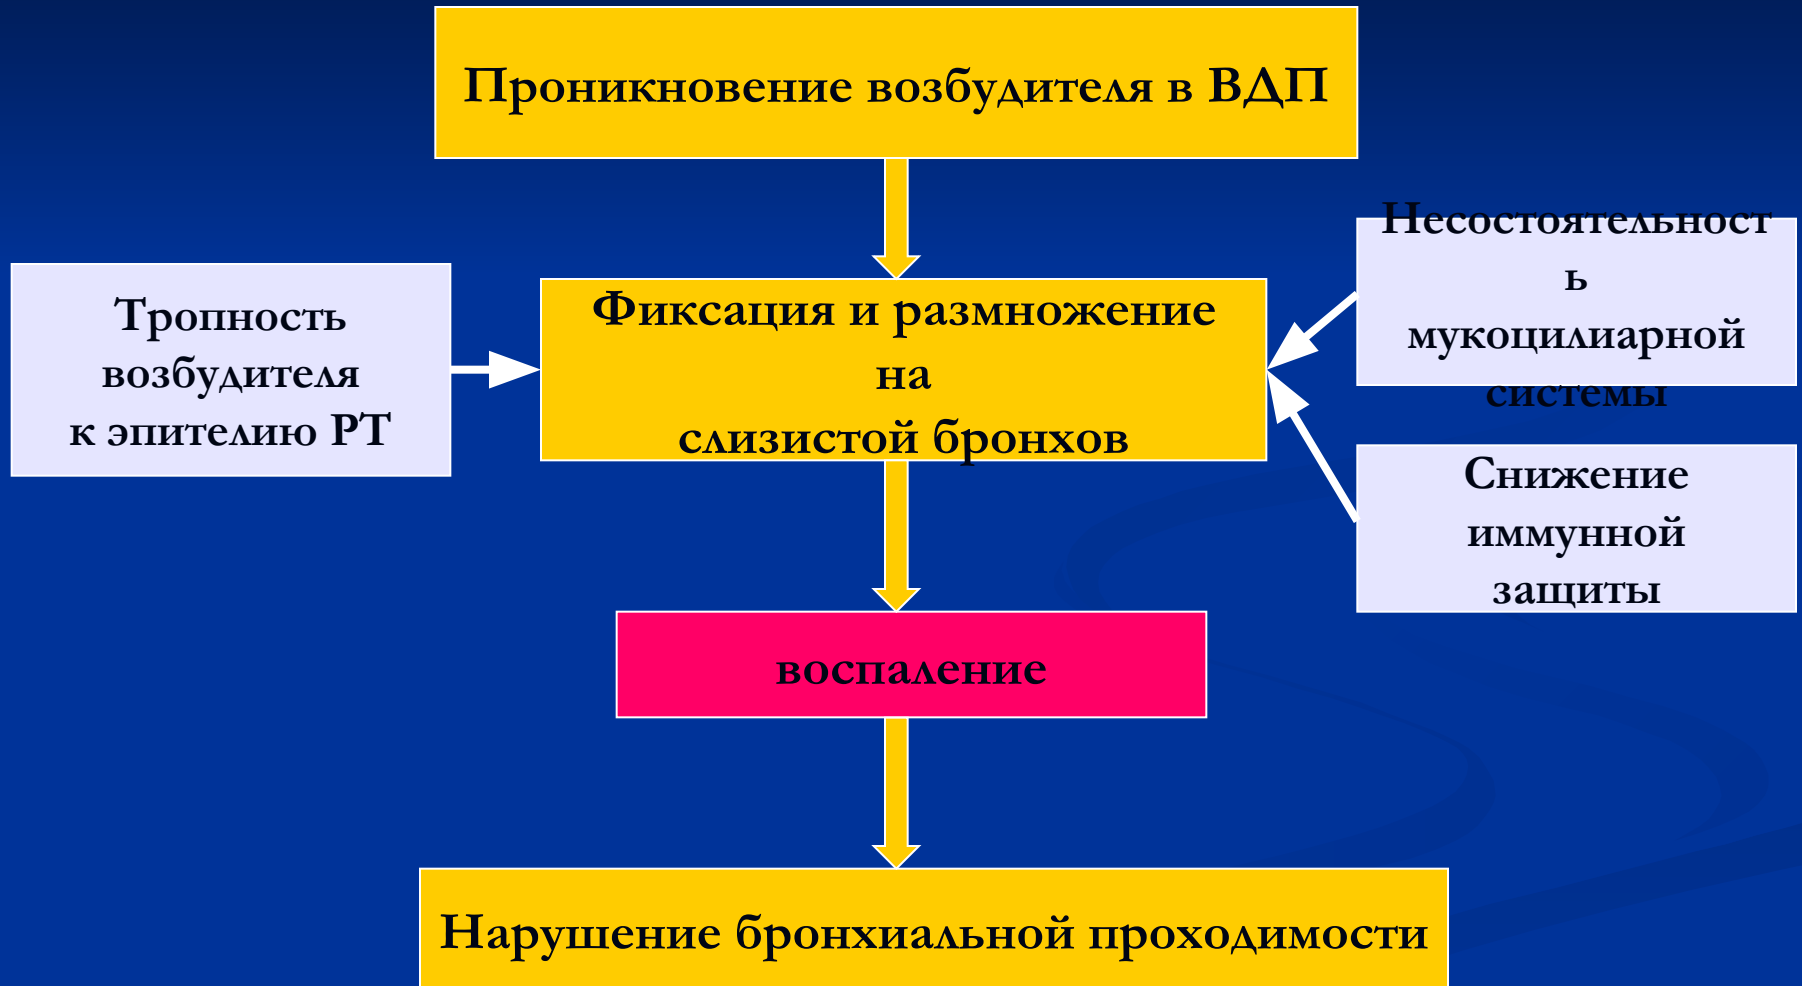 Проникновение возбудителя в ВДП
Тропность
возбудителя
к эпителию РТ
Фиксация и размножение
на
слизистой бронхов
Несостоятельност
ь
мукоцилиарной
системы
Снижение
иммунной
защиты
воспаление
Нарушение бронхиальной проходимости